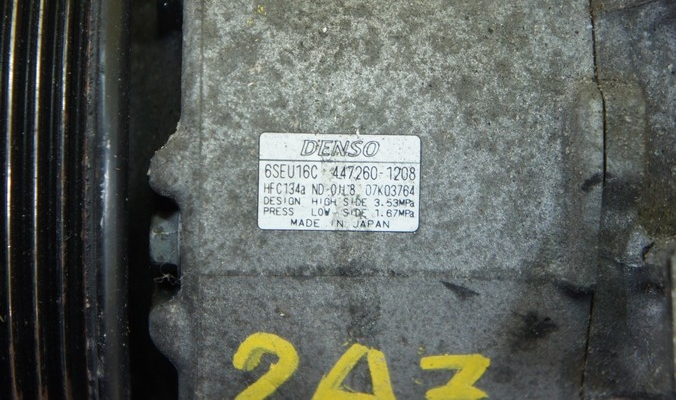 DENSO
6SEU16C 447260-1208
HFC134a ND-OIL8 07K03764
DESIGN HIGH SIDE 3.53MPa
PRESS LOW-SIDE 1.67MPa
MADE IN JAPAN
2A3